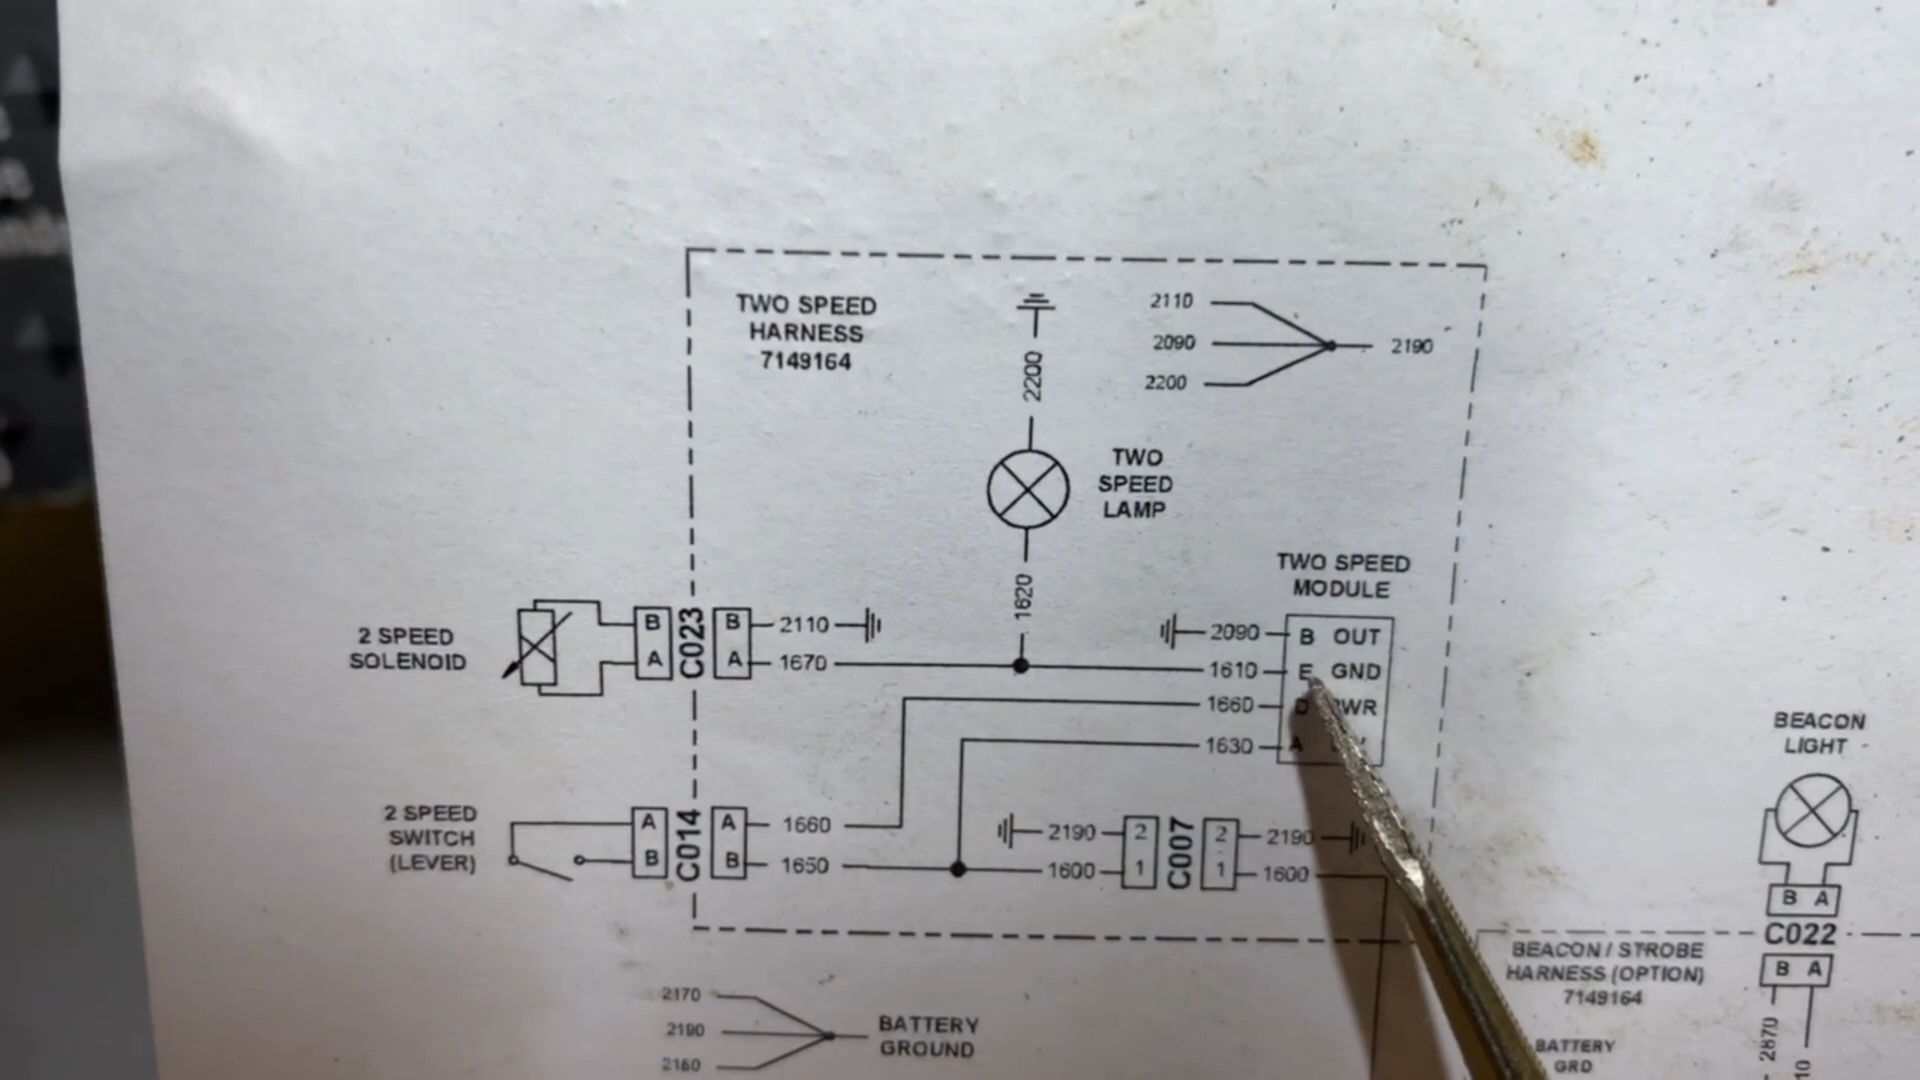 TWO SPEED
HARNESS
7149164
2200
2110
2090
2200
2190
TWO
SPEED
LAMP
1620
TWO SPEED
MODULE
2 SPEED
SOLENOID
B
A
C023
B
A
2110
1670
2090
1610
1660
1630
B OUT
E GND
D
A
2 SPEED
SWITCH
(LEVER)
A
B
C014
A
B
1660
1650
2190
1600
2
1
C007
2
1
2190
1600
BEACON
LIGHT
B A
C022
B A
BEACON / STROBE
HARNESS (OPTION)
7149164
2870
BATTERY
GRD
2170
2190
BATTERY
GROUND